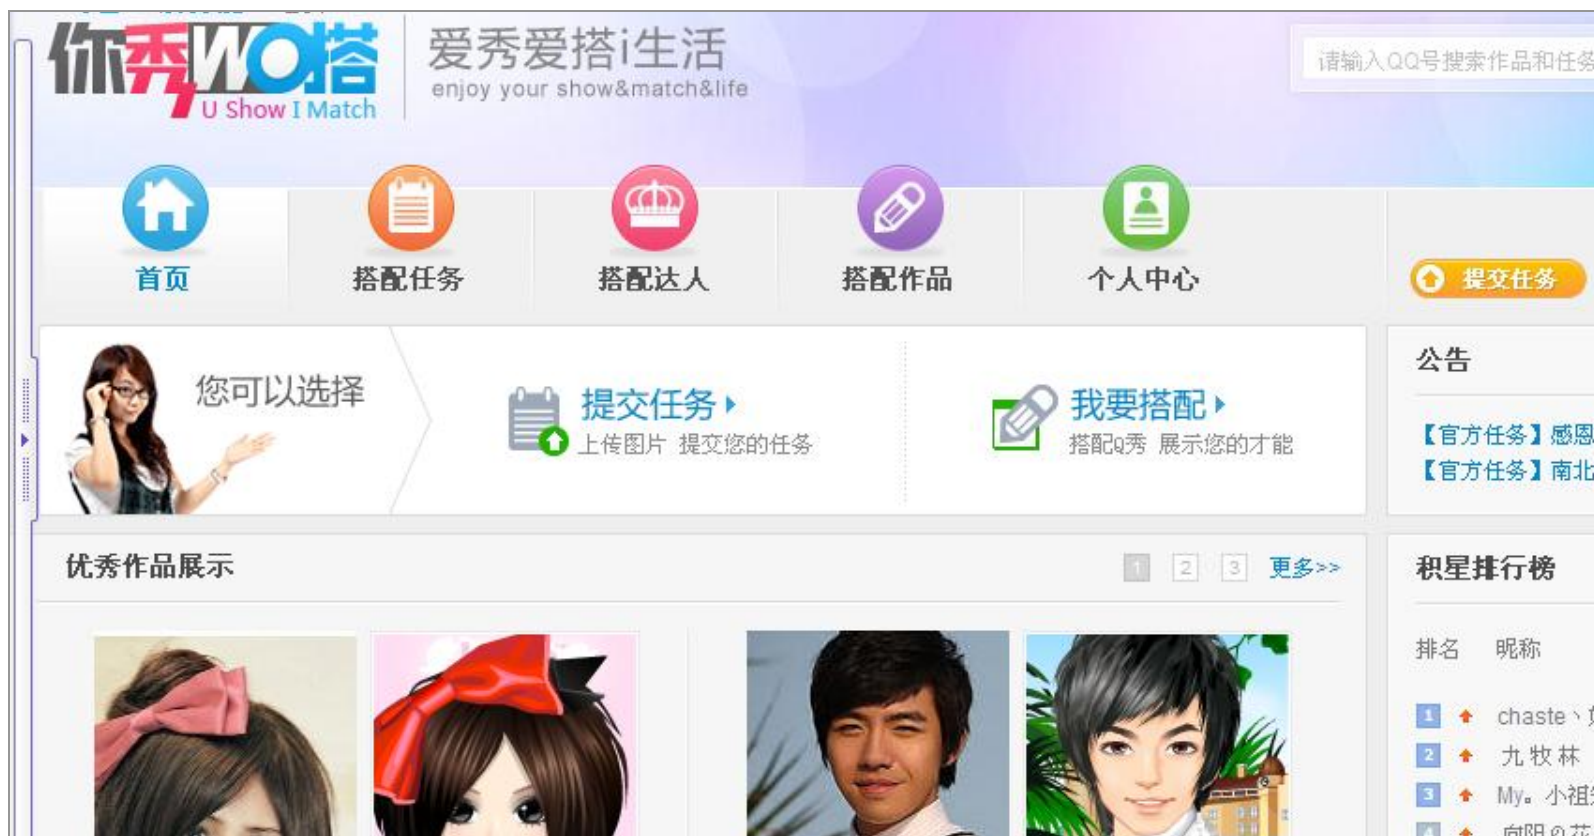 你秀WO搭
U Show I Match
爱秀爱搭i生活
enjoy your show&match&life
请输入QQ号搜索作品和任务
首页
搭配任务
搭配达人
搭配作品
个人中心
提交任务
您可以选择
提交任务
上传图片 提交您的任务
我要搭配
搭配Q秀 展示您的才能
公告
【官方任务】感恩
【官方任务】南北
优秀作品展示
1 2 3 更多>>
积星排行榜
排名 昵称
1 chaste丶
2 九牧林
3 My。小祖